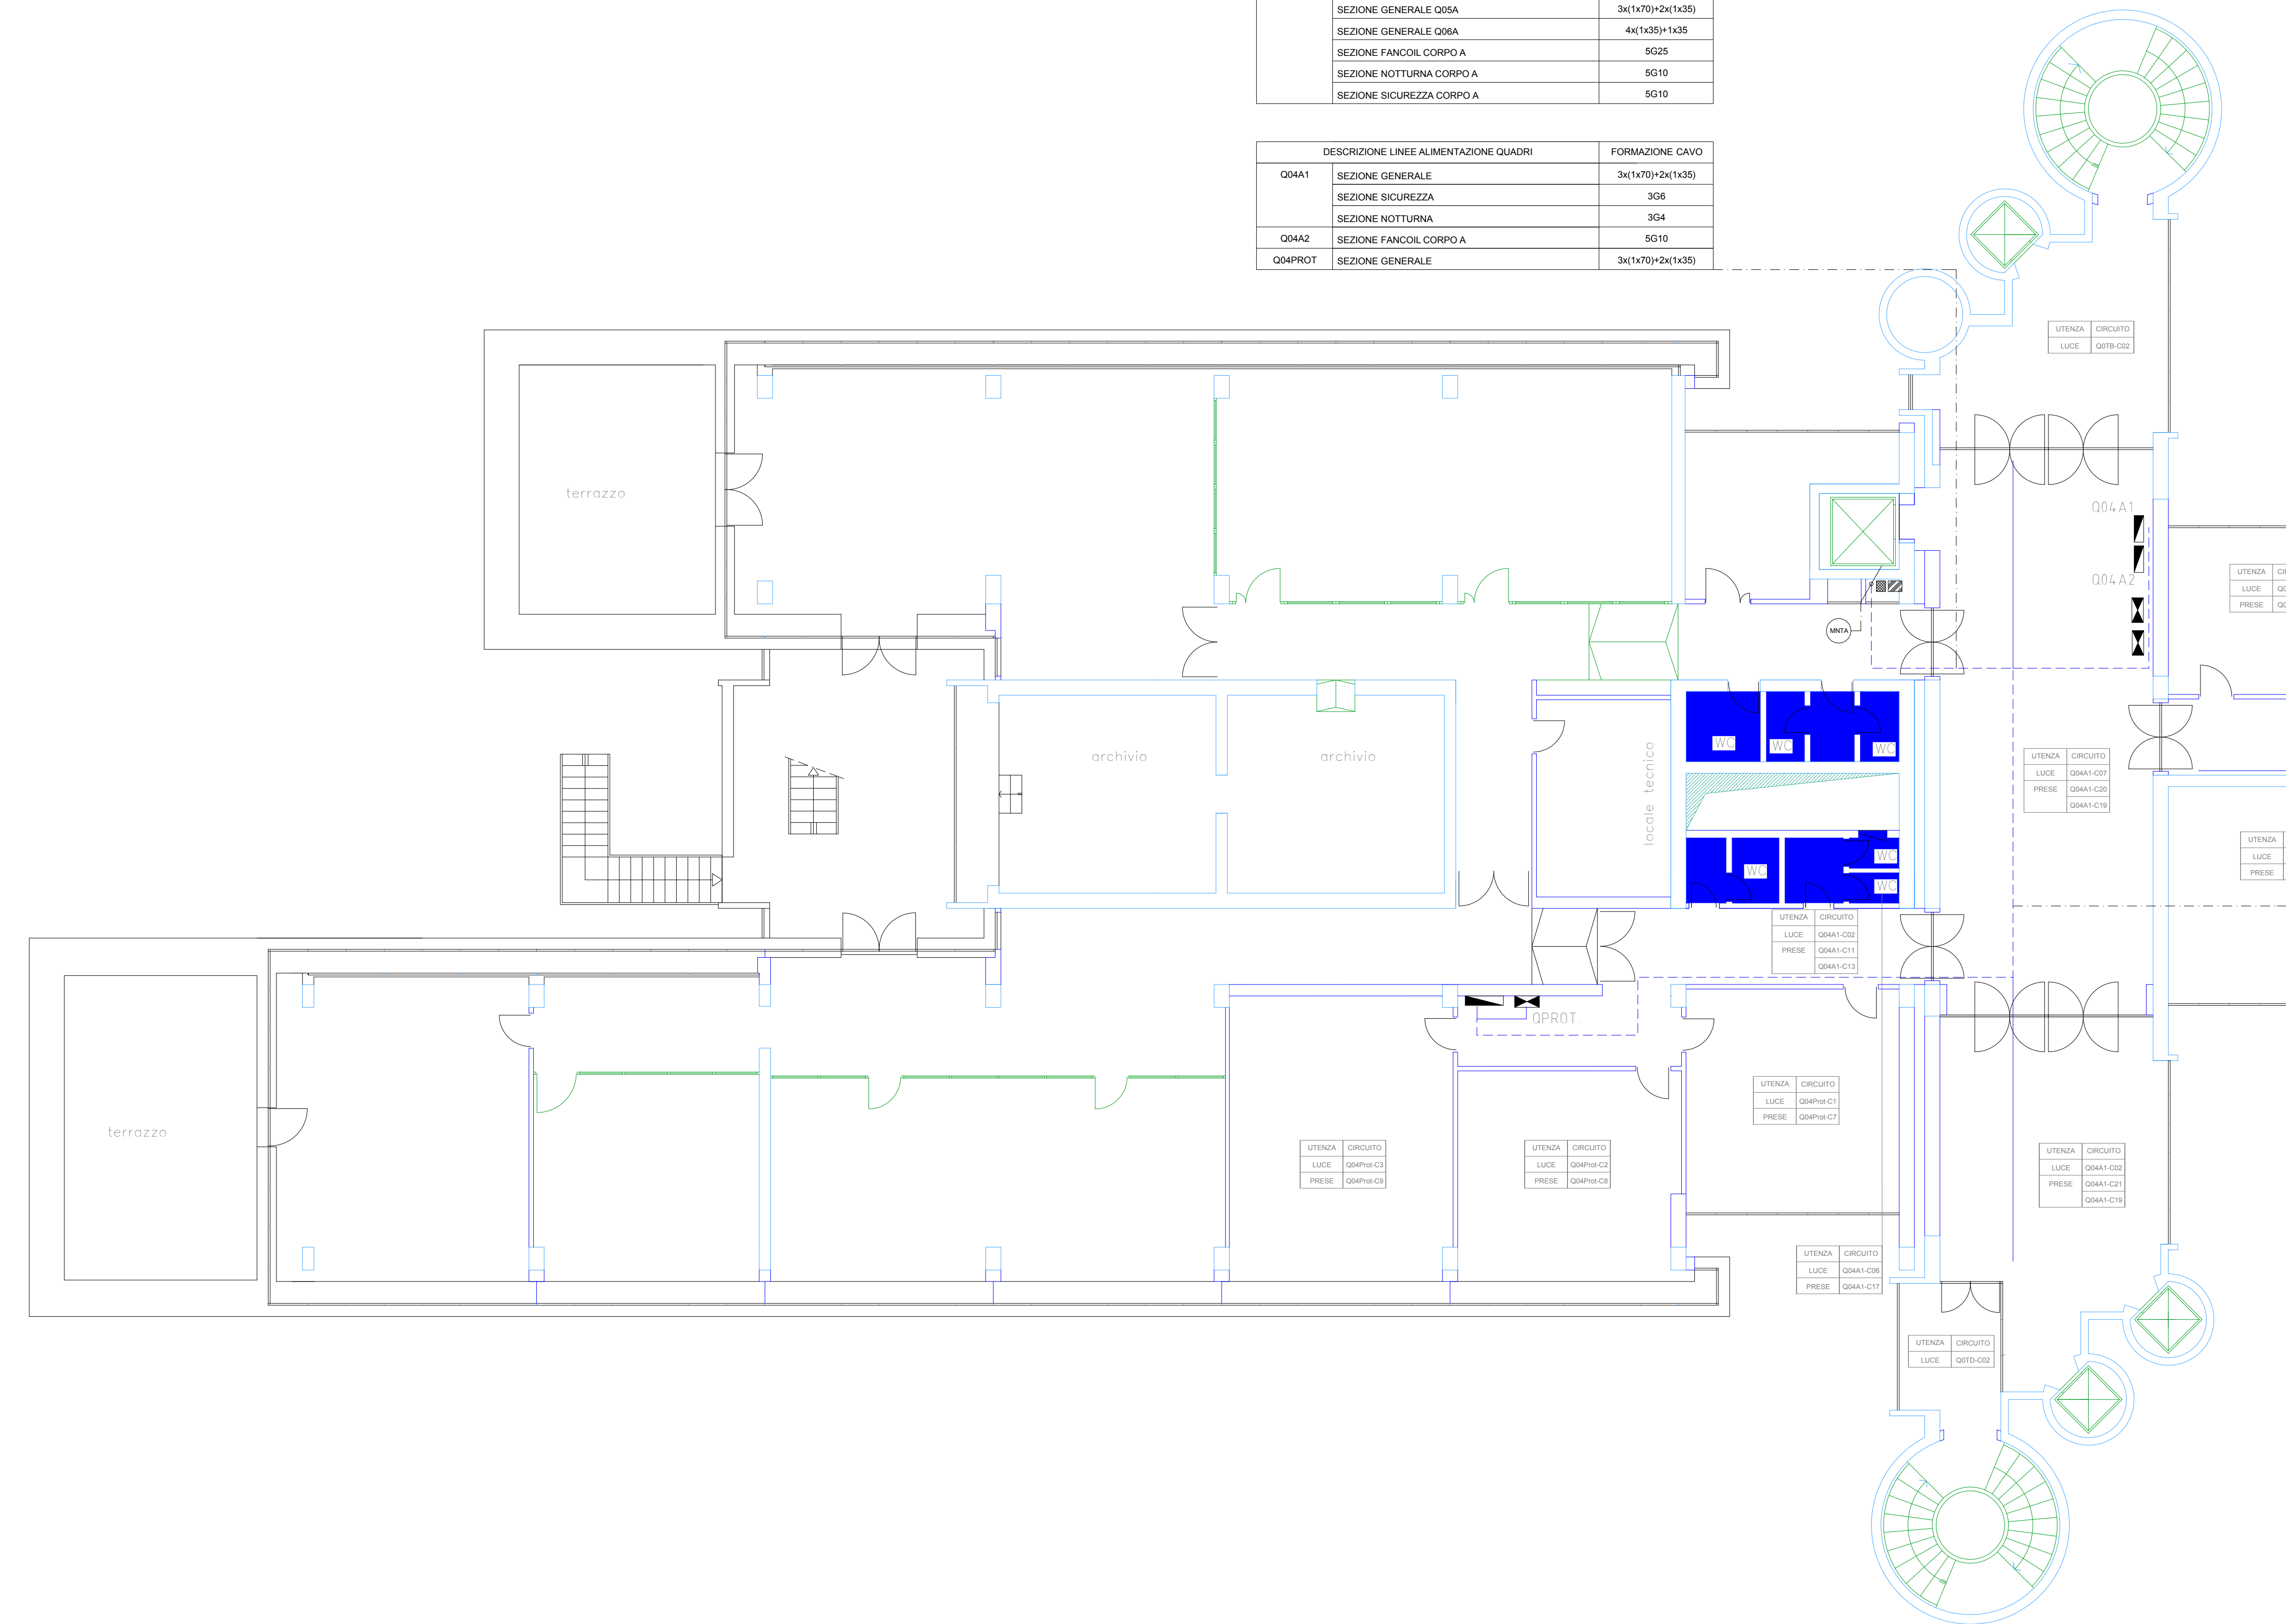 SEZIONE GENERALE Q05A 3x(1x70)+2x(1x35)
SEZIONE GENERALE Q06A 4x(1x35)+1x35
SEZIONE FANCOIL CORPO A 5G25
SEZIONE NOTTURNA CORPO A 5G10
SEZIONE SICUREZZA CORPO A 5G10
DESCRIZIONE LINEE ALIMENTAZIONE QUADRI FORMAZIONE CAVO
Q04A1 SEZIONE GENERALE 3x(1x70)+2x(1x35)
SEZIONE SICUREZZA 3G6
SEZIONE NOTTURNA 3G4
Q04A2 SEZIONE FANCOIL CORPO A 5G10
Q04PROT SEZIONE GENERALE 3x(1x70)+2x(1x35)
UTENZA CIRCUITO
LUCE Q0TB-C02
terrazzo
Q04A1
Q04A2
UTENZA
LUCE
PRESE
MNTA
archivio
archivio
locale tecnico
WC
WC
WC
UTENZA CIRCUITO
LUCE Q04A1-C07
PRESE Q04A1-C20
Q04A1-C19
UTENZA
LUCE
PRESE
WC
WC
WC
UTENZA CIRCUITO
LUCE Q04A1-C02
PRESE Q04A1-C11
Q04A1-C13
QPROT.
terrazzo
UTENZA CIRCUITO
LUCE Q04Prot-C1
PRESE Q04Prot-C7
UTENZA CIRCUITO
LUCE Q04Prot-C3
PRESE Q04Prot-C9
UTENZA CIRCUITO
LUCE Q04Prot-C2
PRESE Q04Prot-C8
UTENZA CIRCUITO
LUCE Q04A1-C02
PRESE Q04A1-C21
Q04A1-C19
UTENZA CIRCUITO
LUCE Q04A1-C06
PRESE Q04A1-C17
UTENZA CIRCUITO
LUCE Q0TD-C02